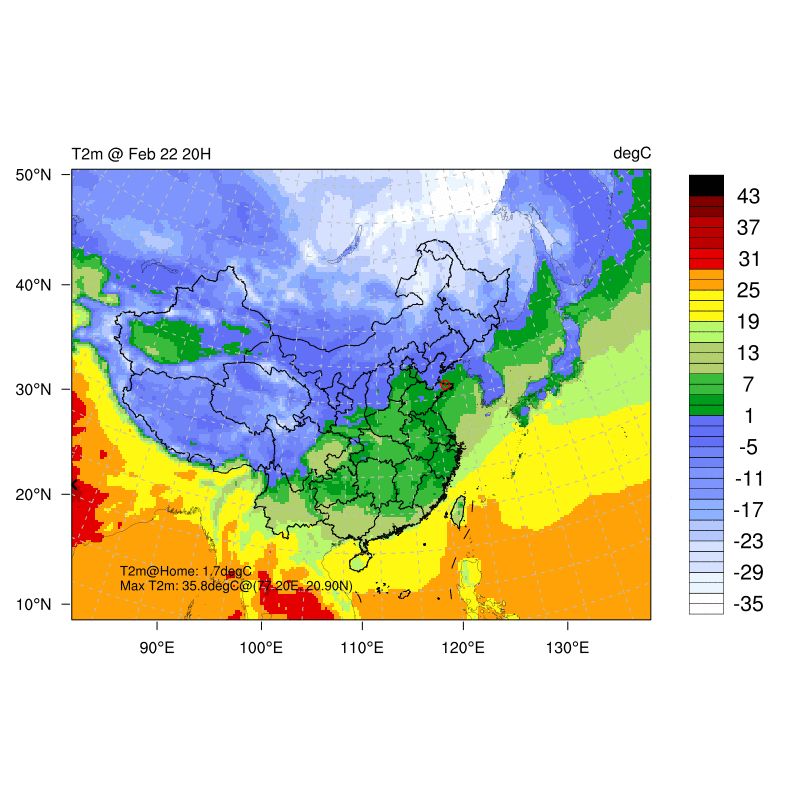 T2m @ Feb 22 20H
degC
50°N
40°N
30°N
20°N
10°N
90°E
100°E
110°E
120°E
130°E
43
37
31
25
19
13
7
1
-5
-11
-17
-23
-29
-35
T2m@Home: 1.7degC
Max T2m: 35.8degC@(77.20E, 20.90N)